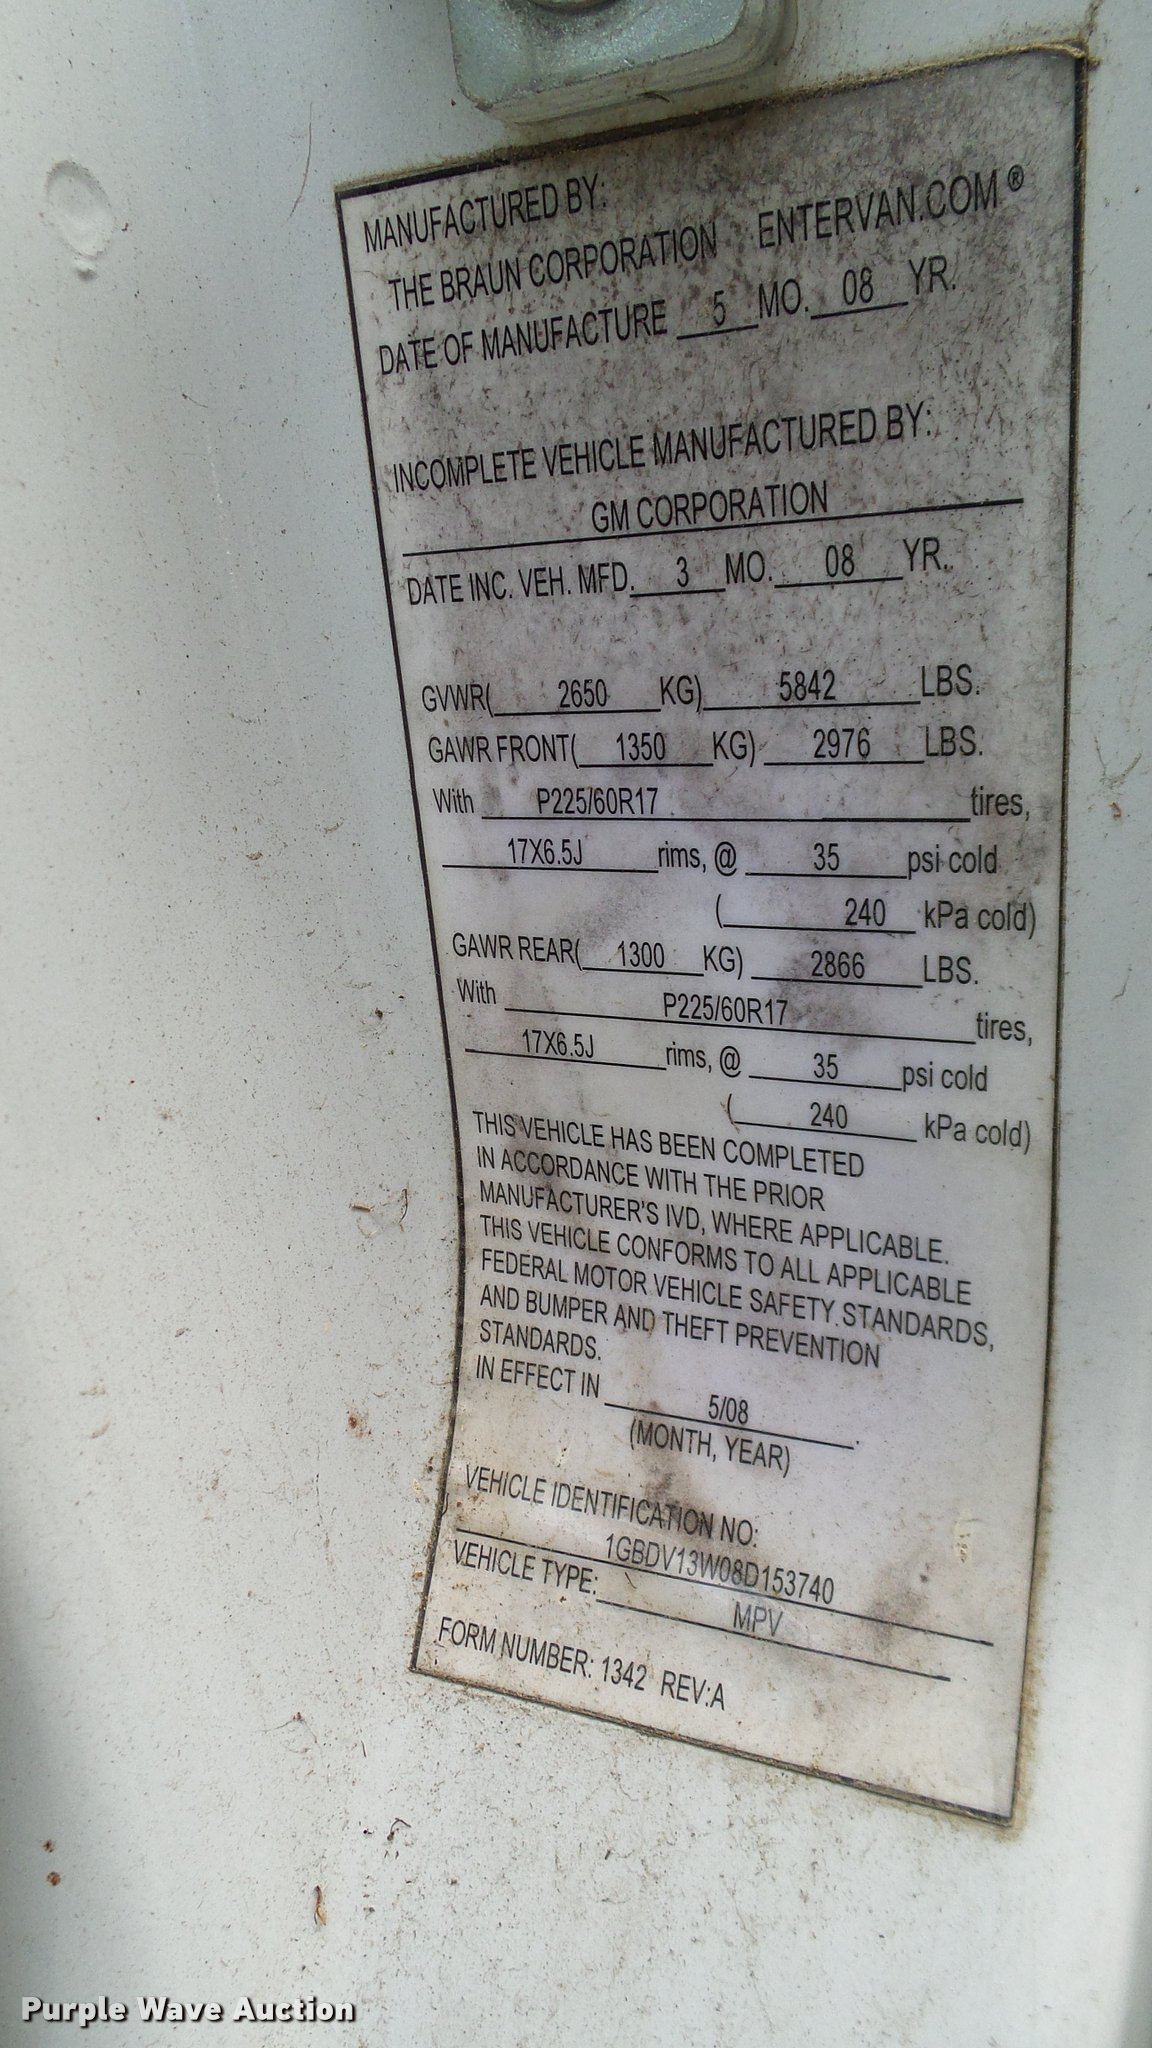 MANUFACTURED BY:
THE BRAUN CORPORATION ENTERVAN.COM®
DATE OF MANUFACTURE 5 MO. 08 YR.
INCOMPLETE VEHICLE MANUFACTURED BY:
GM CORPORATION
DATE INC. VEH. MFD. 3 MO. 08 YR.
GVWR( 2650 KG) 5842 LBS.
GAWR FRONT( 1350 KG) 2976 LBS.
With P225/60R17 tires,
17X6.5J rims, @ 35 psi cold
( 240 kPa cold)
GAWR REAR( 1300 KG) 2866 LBS.
With P225/60R17 tires,
17X6.5J rims, @ 35 psi cold
( 240 kPa cold)
THIS VEHICLE HAS BEEN COMPLETED
IN ACCORDANCE WITH THE PRIOR
MANUFACTURER'S IVD, WHERE APPLICABLE.
THIS VEHICLE CONFORMS TO ALL APPLICABLE
FEDERAL MOTOR VEHICLE SAFETY STANDARDS,
AND BUMPER AND THEFT PREVENTION
STANDARDS.
IN EFFECT IN 5/08.
(MONTH, YEAR)
VEHICLE IDENTIFICATION NO:
1GBDV13W08D153740
VEHICLE TYPE: MPV
FORM NUMBER: 1342 REV:A
Purple Wave Auction